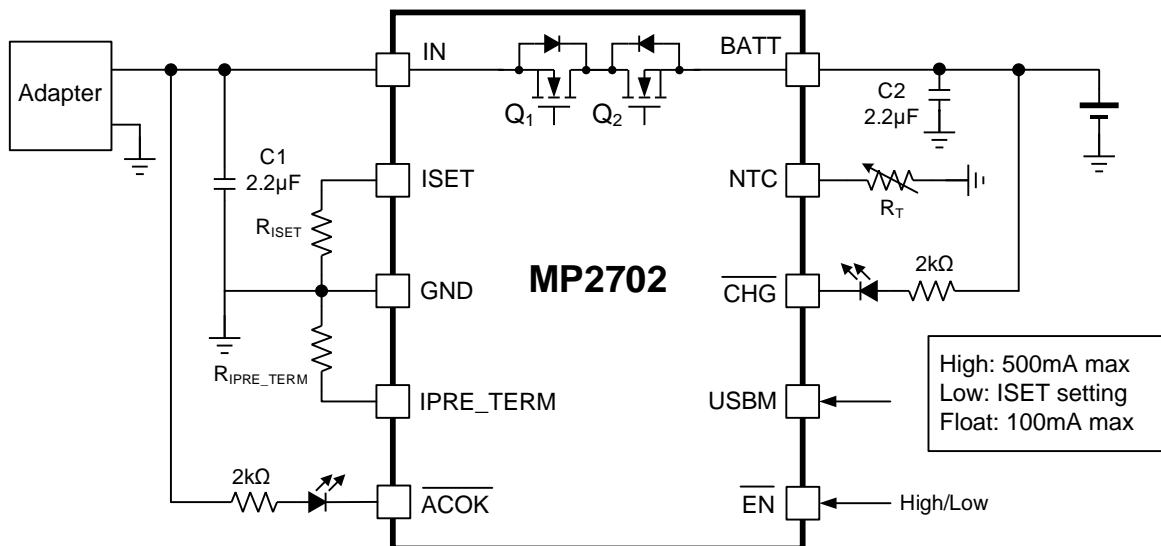 Adapter
IN
BATT
Q1
Q2
C1
2.2µF
C2
2.2µF
ISET
NTC
RISET
RT
GND
MP2702
CHG
2kΩ
RIPRE_TERM
IPRE_TERM
USBM
High: 500mA max
Low: ISET setting
Float: 100mA max
2kΩ
ACOK
EN
High/Low